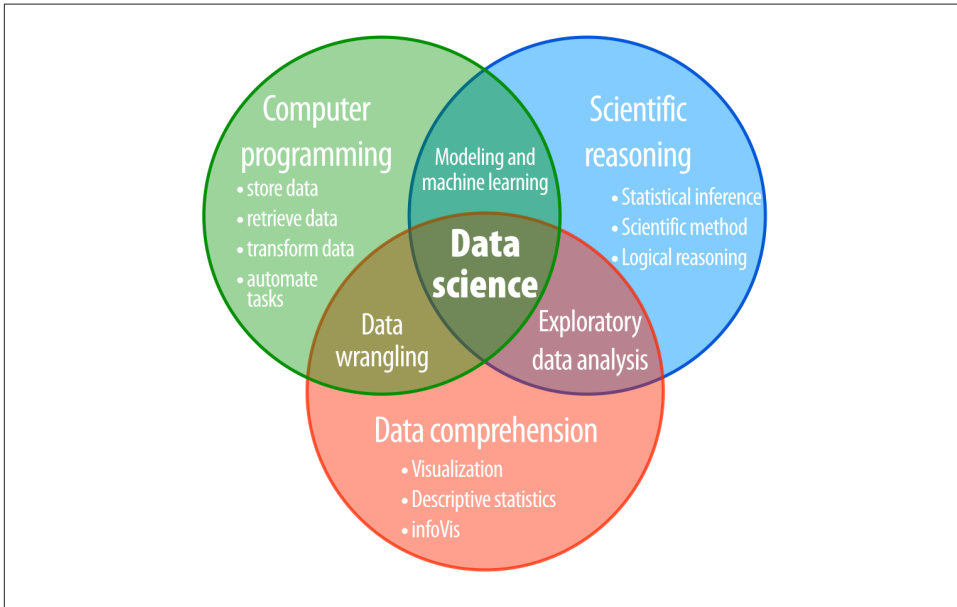 Computer
programming
• store data
• retrieve data
• transform data
• automate
tasks
Modeling and
machine learning
Scientific
reasoning
• Statistical inference
• Scientific method
• Logical reasoning
Data
science
Data
wrangling
Exploratory
data analysis
Data comprehension
• Visualization
• Descriptive statistics
• infoVis